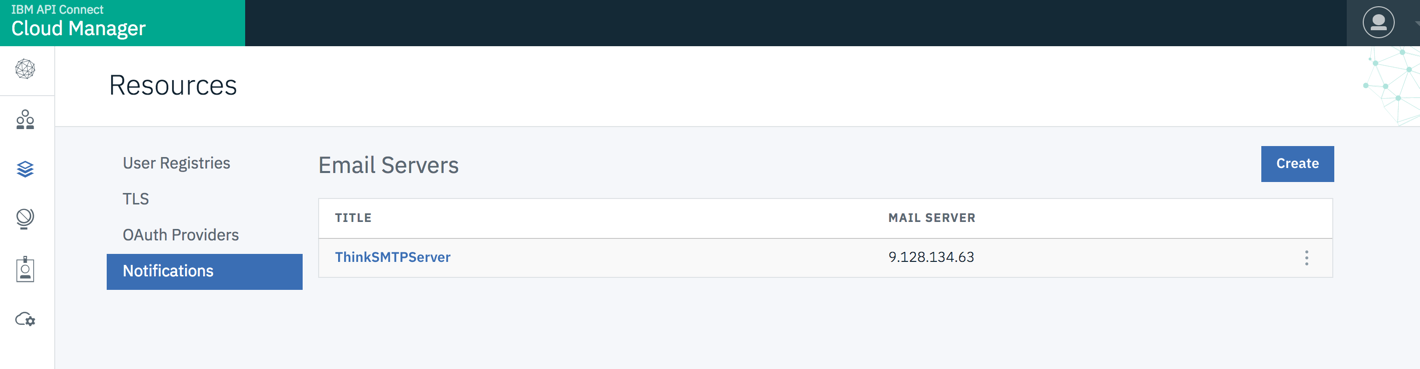 IBM API Connect
Cloud Manager
Resources
User Registries
TLS
OAuth Providers
Notifications
Email Servers
Create
TITLE MAIL SERVER
ThinkSMTPServer 9.128.134.63